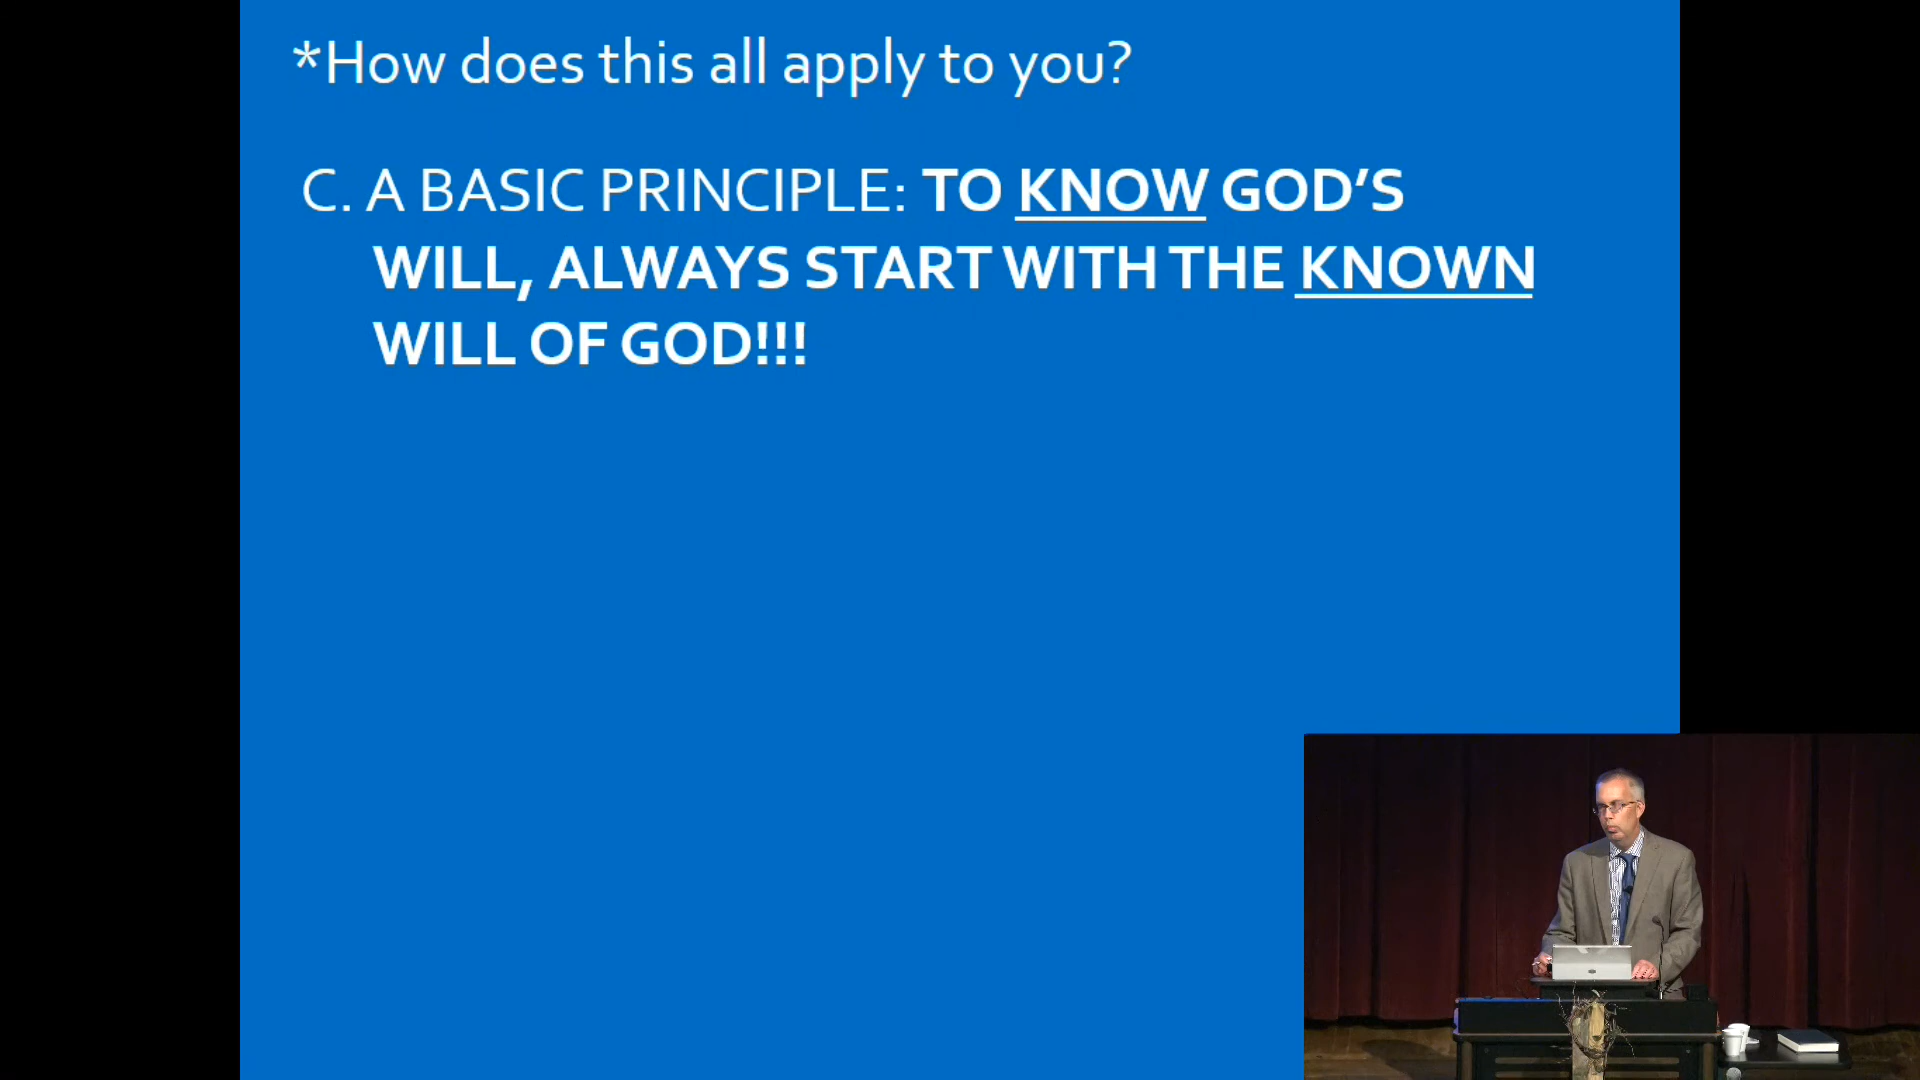 *How does this all apply to you?
C. A BASIC PRINCIPLE: TO KNOW GOD’S
WILL, ALWAYS START WITH THE KNOWN
WILL OF GOD!!!